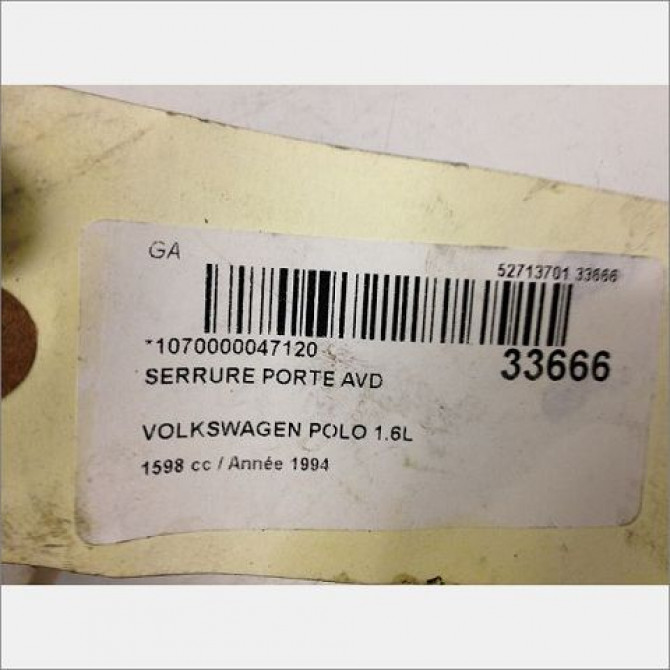 GA
52713701 33666
*1070000047120
33666
SERRURE PORTE AVD
VOLKSWAGEN POLO 1.6L
1598 cc / Année 1994